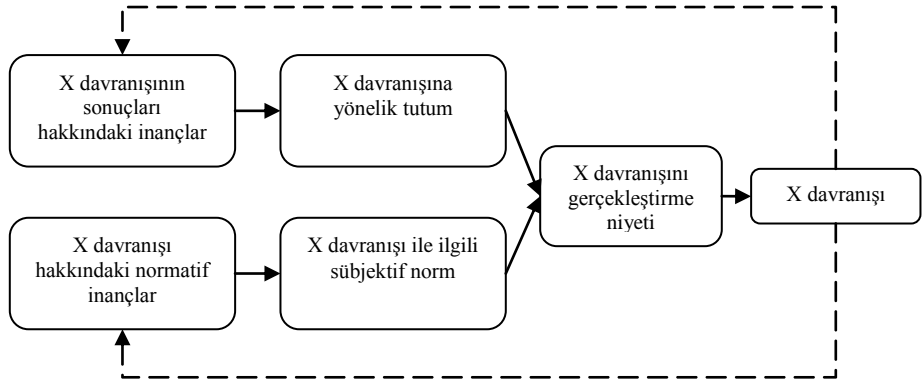 X davranışının
sonuçları
hakkındaki inançlar
X davranışına
yönelik tutum
X davranışını
gerçekleştirme
niyeti
X davranışı
X davranışı
hakkındaki normatif
inançlar
X davranışı ile ilgili
sübjektif norm